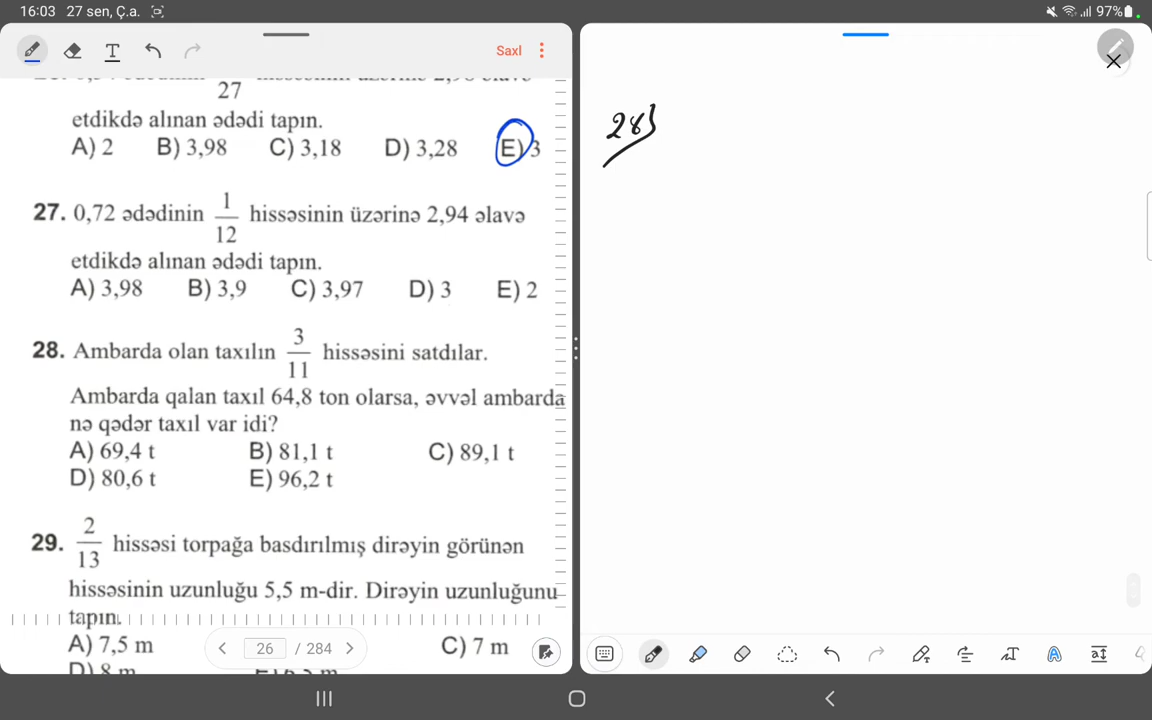 16:03 27 sen, Ç.a. 97%
Saxl
27
etdikdə alınan ədədi tapın.
A) 2 B) 3,98 C) 3,18 D) 3,28 E) 3
27. 0,72 ədədinin 1/12 hissəsinin üzərinə 2,94 əlavə
etdikdə alınan ədədi tapın.
A) 3,98 B) 3,9 C) 3,97 D) 3 E) 2
28. Ambarda olan taxılın 3/11 hissəsini satdılar.
Ambarda qalan taxıl 64,8 ton olarsa, əvvəl ambarda
nə qədər taxıl var idi?
A) 69,4 t B) 81,1 t C) 89,1 t
D) 80,6 t E) 96,2 t
29. 2/13 hissəsi torpağa basdırılmış dirəyin görünən
hissəsinin uzunluğu 5,5 m-dir. Dirəyin uzunluğunu
tapın.
A) 7,5 m C) 7 m
D) 8 m
26 / 284
28)